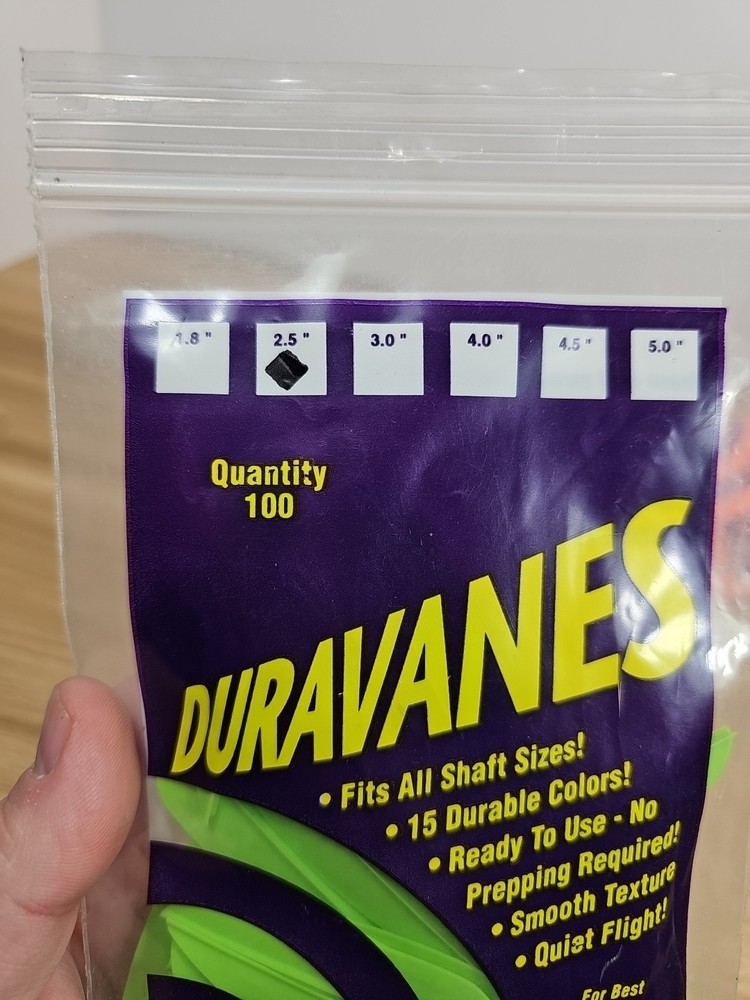 1.8 " 2.5 " 3.0 " 4.0 " 4.5 " 5.0 "
Quantity
100
DURAVANES
• Fits All Shaft Sizes!
• 15 Durable Colors!
• Ready To Use - No
Prepping Required!
• Smooth Texture
• Quiet Flight!
For Best